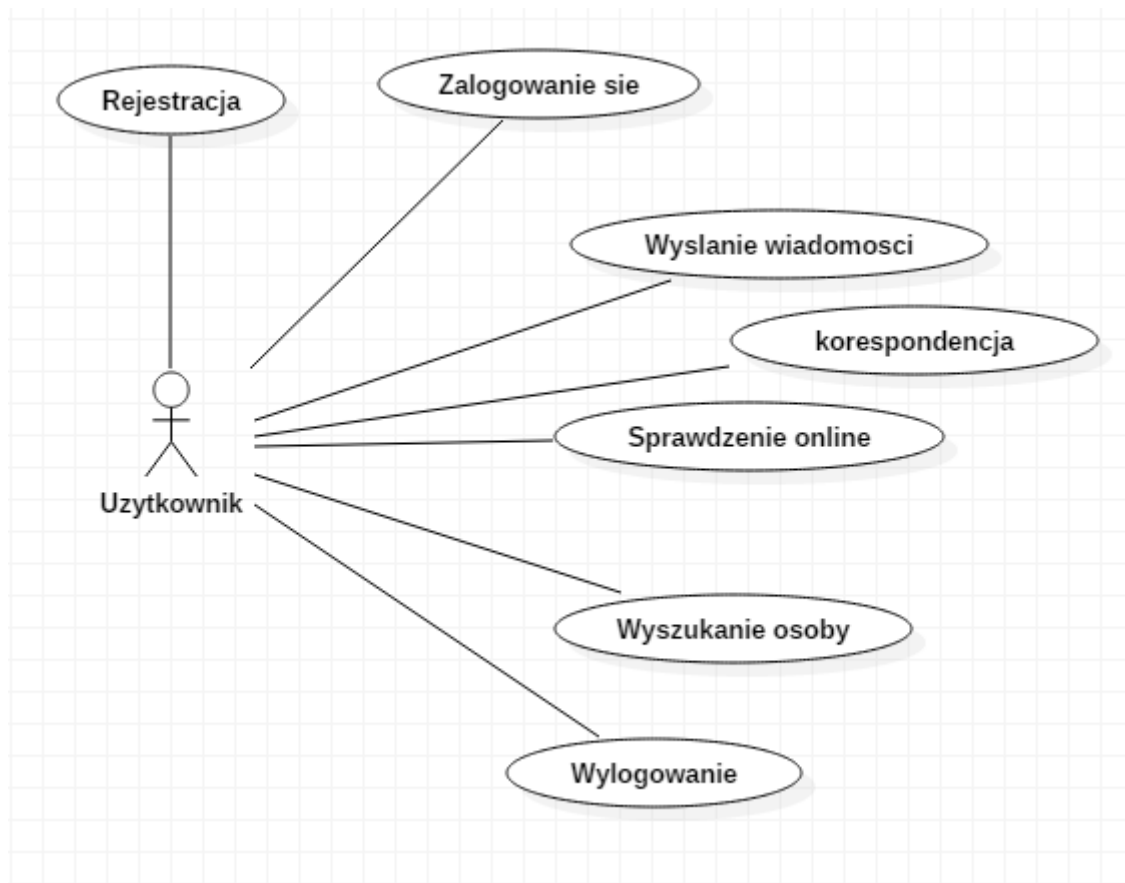 Rejestracja
Zalogowanie sie
Wyslanie wiadomosci
korespondencja
Sprawdzenie online
Uzytkownik
Wyszukanie osoby
Wylogowanie